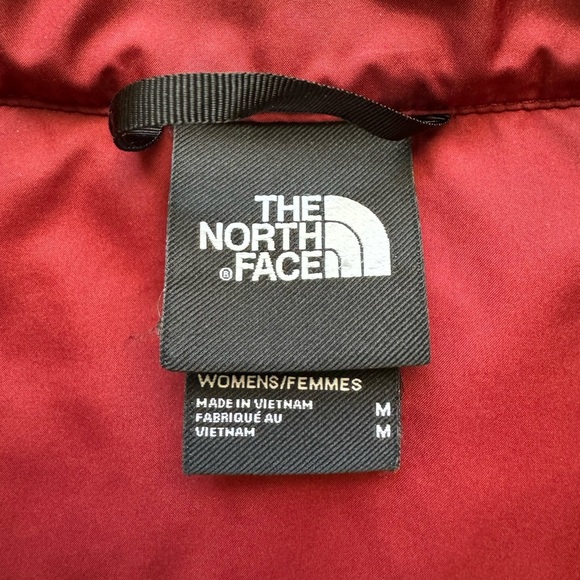 THE
NORTH
®FACE
WOMENS/FEMMES
MADE IN VIETNAM M
FABRIQUÉ AU
VIETNAM M